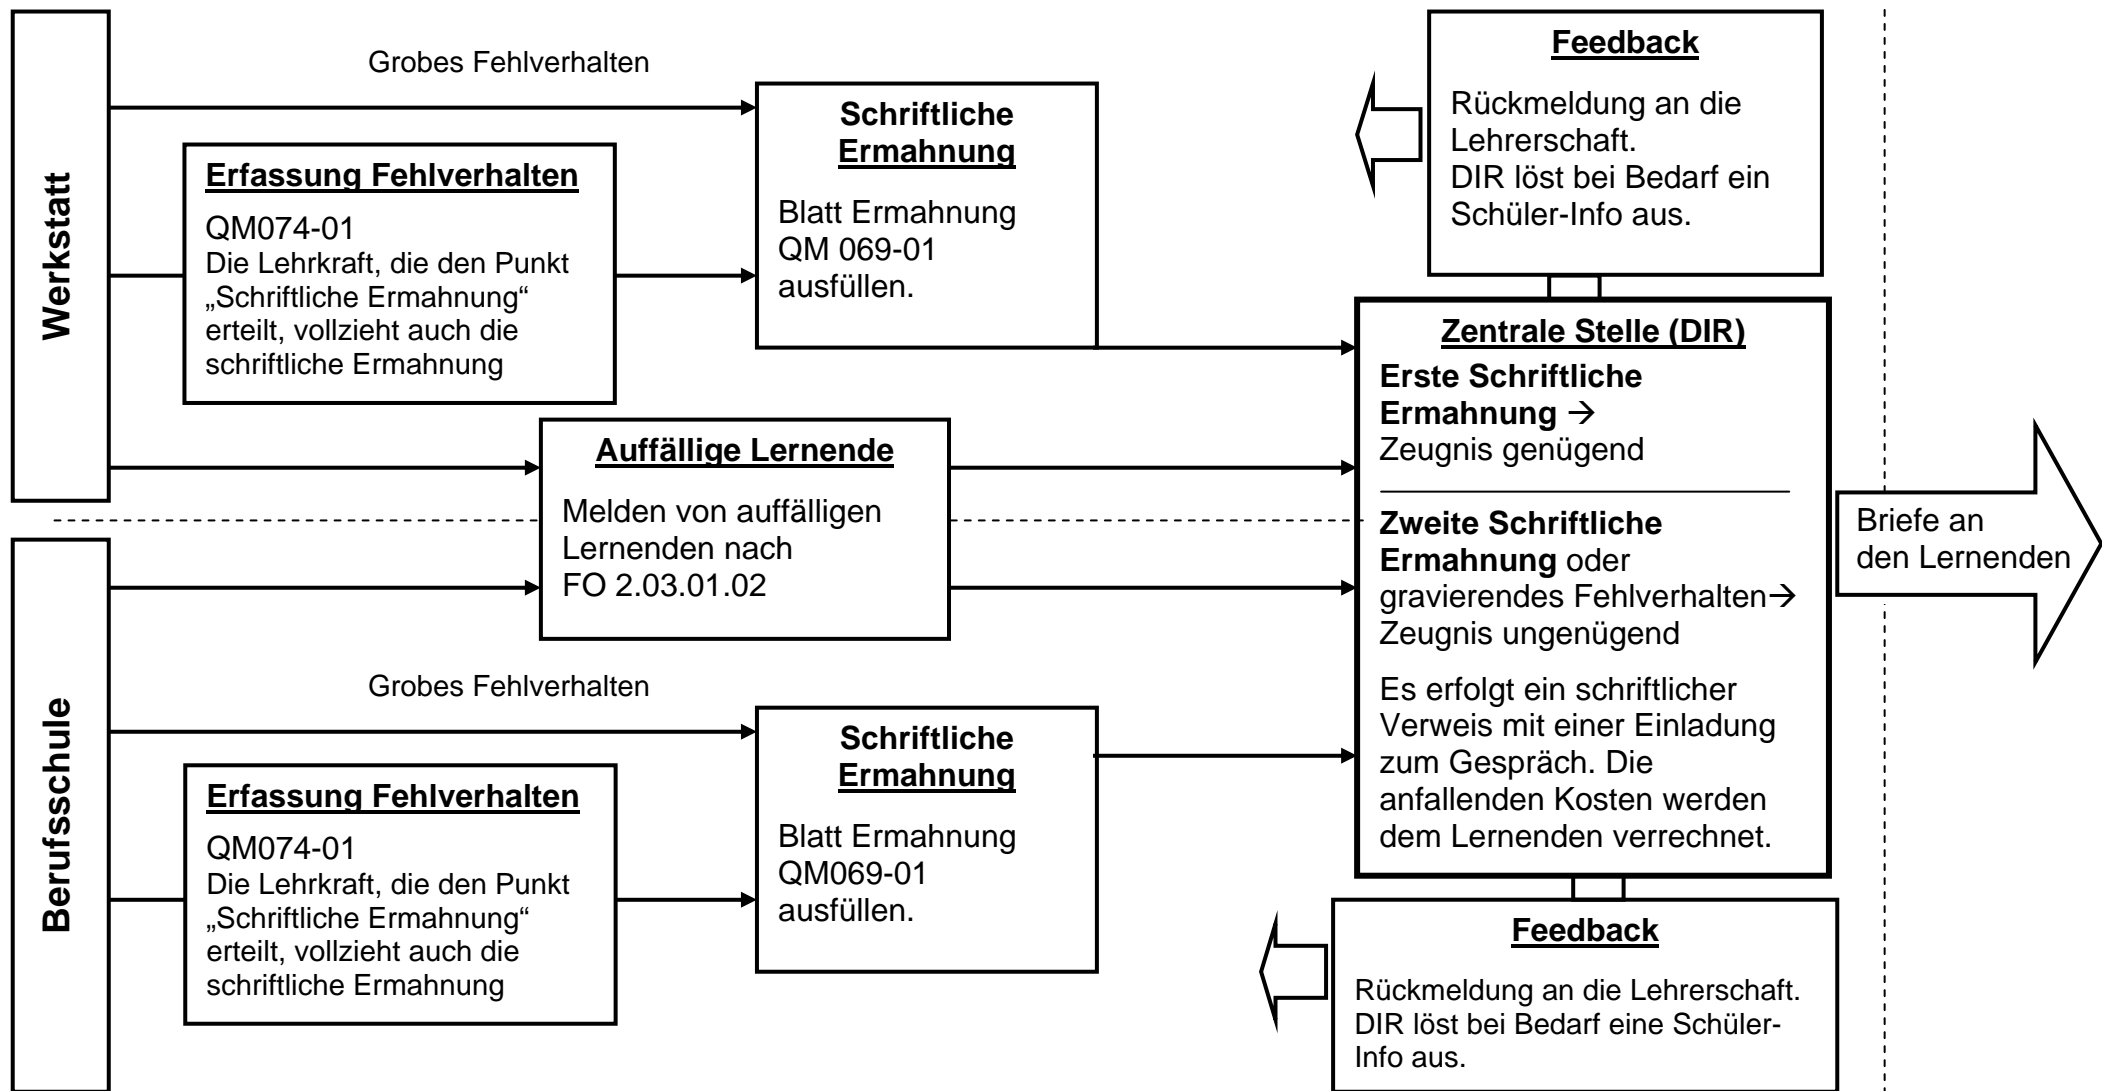 Werkstatt
Grobes Fehlverhalten
Erfassung Fehlverhalten
QM074-01
Die Lehrkraft, die den Punkt
„Schriftliche Ermahnung“
erteilt, vollzieht auch die
schriftliche Ermahnung
Schriftliche
Ermahnung
Blatt Ermahnung
QM 069-01
ausfüllen.
Feedback
Rückmeldung an die
Lehrerschaft.
DIR löst bei Bedarf ein
Schüler-Info aus.
Auffällige Lernende
Melden von auffälligen
Lernenden nach
FO 2.03.01.02
Zentrale Stelle (DIR)
Erste Schriftliche
Ermahnung →
Zeugnis genügend
Zweite Schriftliche
Ermahnung oder
gravierendes Fehlverhalten→
Zeugnis ungenügend
Es erfolgt ein schriftlicher
Verweis mit einer Einladung
zum Gespräch. Die
anfallenden Kosten werden
dem Lernenden verrechnet.
Briefe an
den Lernenden
Berufsschule
Grobes Fehlverhalten
Erfassung Fehlverhalten
QM074-01
Die Lehrkraft, die den Punkt
„Schriftliche Ermahnung“
erteilt, vollzieht auch die
schriftliche Ermahnung
Schriftliche
Ermahnung
Blatt Ermahnung
QM069-01
ausfüllen.
Feedback
Rückmeldung an die Lehrerschaft.
DIR löst bei Bedarf eine Schüler-
Info aus.